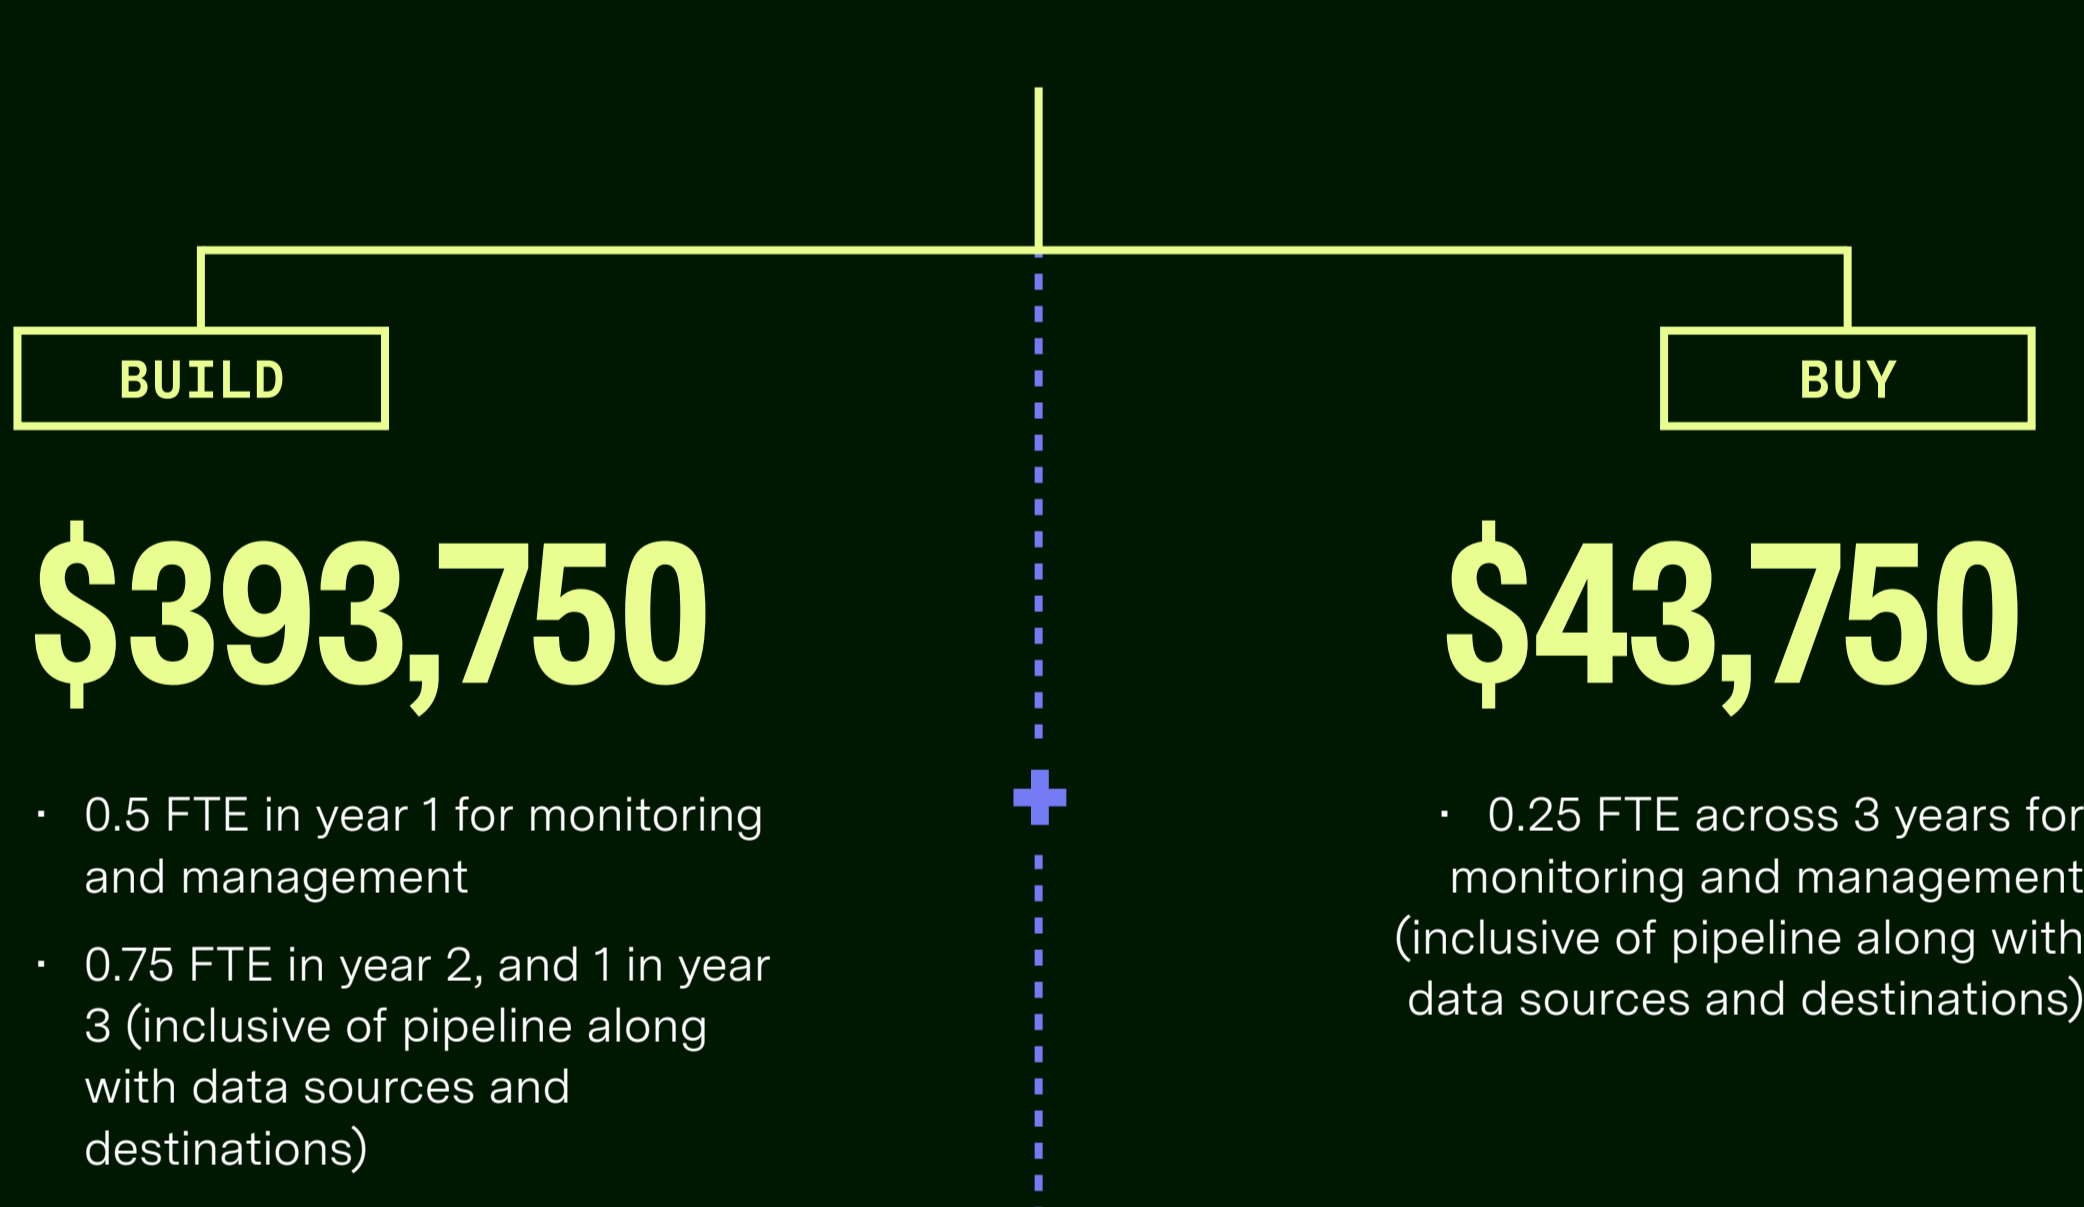 BUILD
$393,750
· 0.5 FTE in year 1 for monitoring
and management
· 0.75 FTE in year 2, and 1 in year
3 (inclusive of pipeline along
with data sources and
destinations)
BUY
$43,750
· 0.25 FTE across 3 years for
monitoring and management
(inclusive of pipeline along with
data sources and destinations)